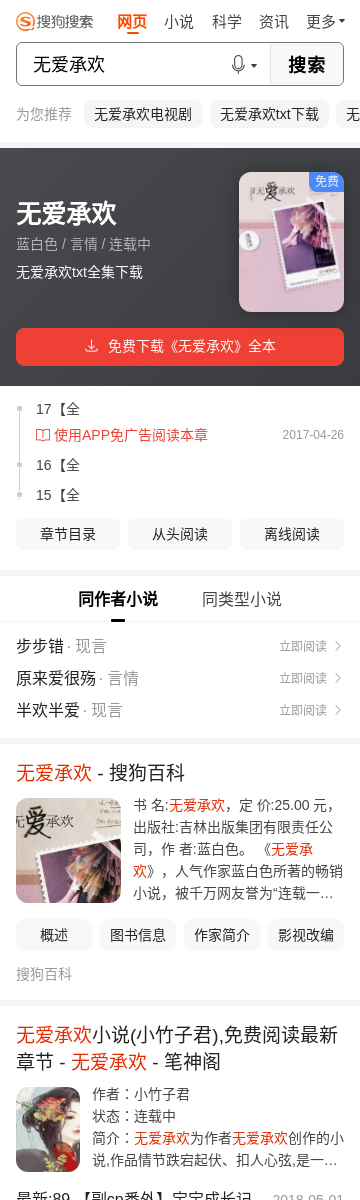 搜狗搜索 网页 小说 科学 资讯 更多
无爱承欢 搜索
为您推荐 无爱承欢电视剧 无爱承欢txt下载 无
免费
无爱承欢
无爱承欢
蓝白色 / 言情 / 连载中
无爱承欢txt全集下载
免费下载《无爱承欢》全本
17【全
使用APP免广告阅读本章 2017-04-26
16【全
15【全
章节目录 从头阅读 离线阅读
同作者小说 同类型小说
步步错 · 现言 立即阅读
原来爱很殇 · 言情 立即阅读
半欢半爱 · 现言 立即阅读
无爱承欢 - 搜狗百科
无爱承欢
书 名:无爱承欢，定 价:25.00 元，
出版社:吉林出版集团有限责任公
司，作 者:蓝白色。 《无爱承
欢》，人气作家蓝白色所著的畅销
小说，被千万网友誉为“连载一…
概述 图书信息 作家简介 影视改编
搜狗百科
无爱承欢小说(小竹子君),免费阅读最新
章节 - 无爱承欢 - 笔神阁
作者：小竹子君
状态：连载中
简介：无爱承欢为作者无爱承欢创作的小
说,作品情节跌宕起伏、扣人心弦,是一…
最新:89.【副cp番外】宝宝成长记 2018-05-01